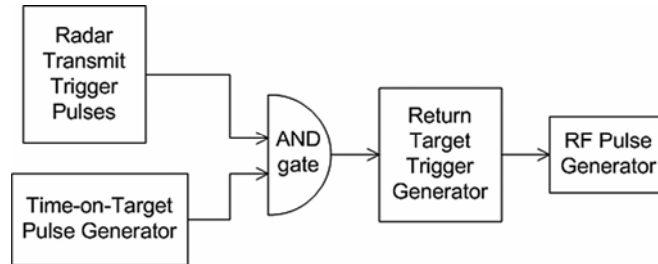 Radar
Transmit
Trigger
Pulses
Time-on-Target
Pulse Generator
AND
gate
Return
Target
Trigger
Generator
RF Pulse
Generator